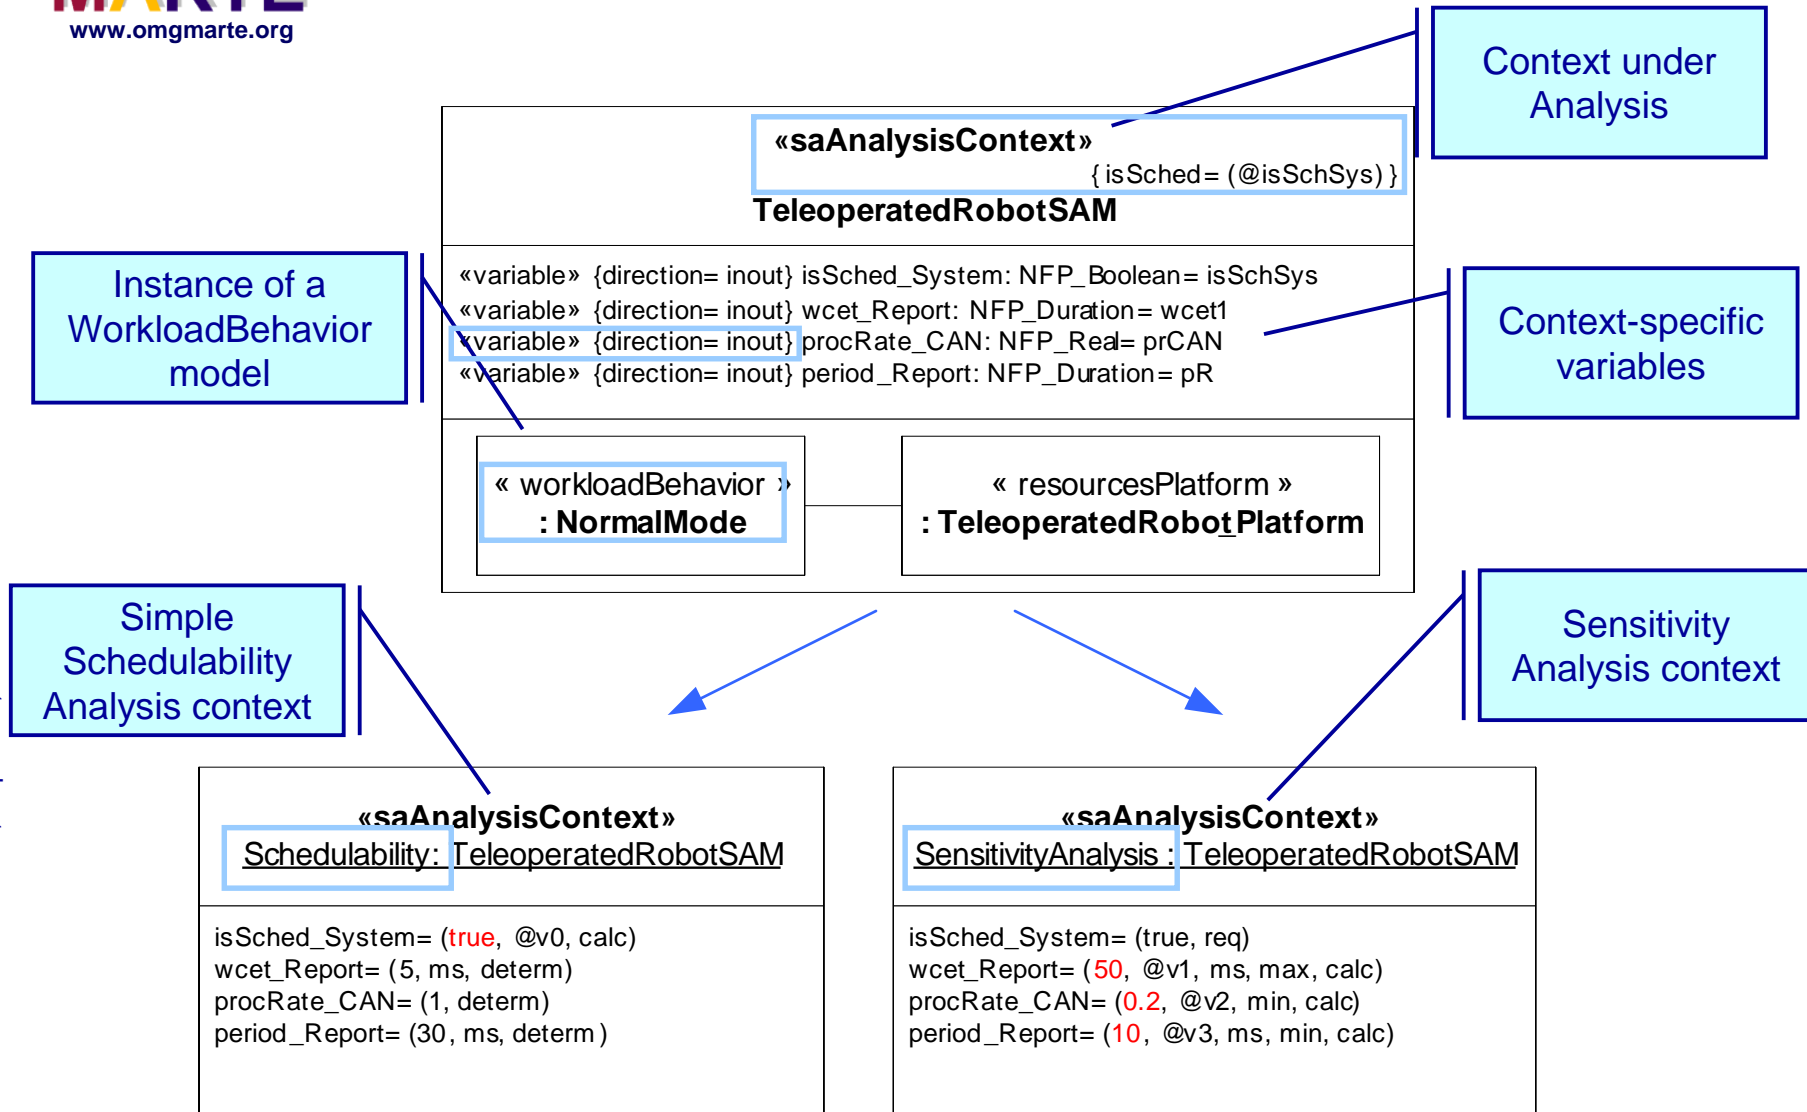 MARTE
www.omgmarte.org
Context under
Analysis
«saAnalysisContext»
{ isSched= (@isSchSys) }
TeleoperatedRobotSAM
Instance of a
WorkloadBehavior
model
«variable» {direction= inout} isSched_System: NFP_Boolean= isSchSys
«variable» {direction= inout} wcet_Report: NFP_Duration= wcet1
«variable» {direction= inout} procRate_CAN: NFP_Real= prCAN
«variable» {direction= inout} period_Report: NFP_Duration= pR
Context-specific
variables
« workloadBehavior »
: NormalMode
« resourcesPlatform »
: TeleoperatedRobot_Platform
Simple
Schedulability
Analysis context
Sensitivity
Analysis context
«saAnalysisContext»
Schedulability: TeleoperatedRobotSAM
isSched_System= (true, @v0, calc)
wcet_Report= (5, ms, determ)
procRate_CAN= (1, determ)
period_Report= (30, ms, determ)
«saAnalysisContext»
SensitivityAnalysis : TeleoperatedRobotSAM
isSched_System= (true, req)
wcet_Report= (50, @v1, ms, max, calc)
procRate_CAN= (0.2, @v2, min, calc)
period_Report= (10, @v3, ms, min, calc)